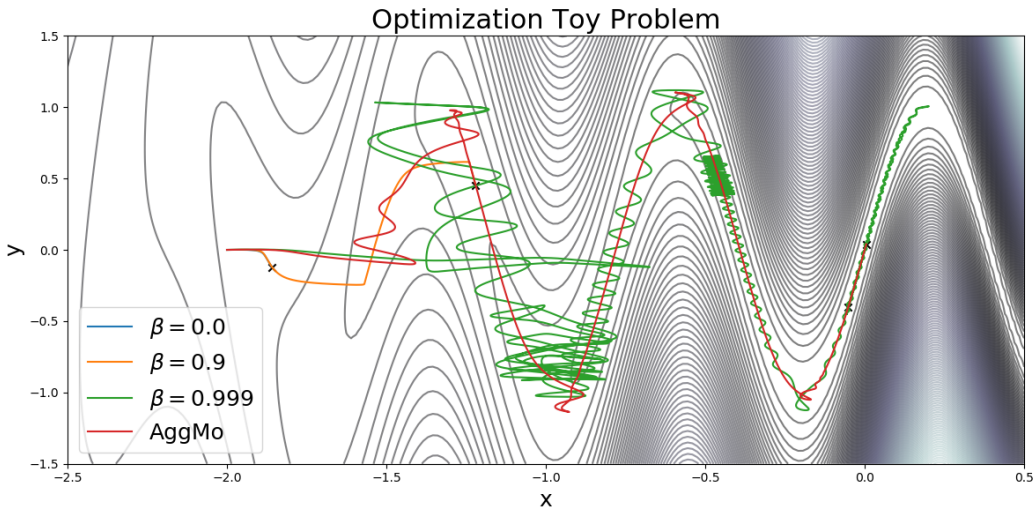 Optimization Toy Problem
1.5
1.0
0.5
0.0
−0.5
−1.0
−1.5
y
β = 0.0
β = 0.9
β = 0.999
AggMo
−2.5 −2.0 −1.5 −1.0 −0.5 0.0 0.5
x